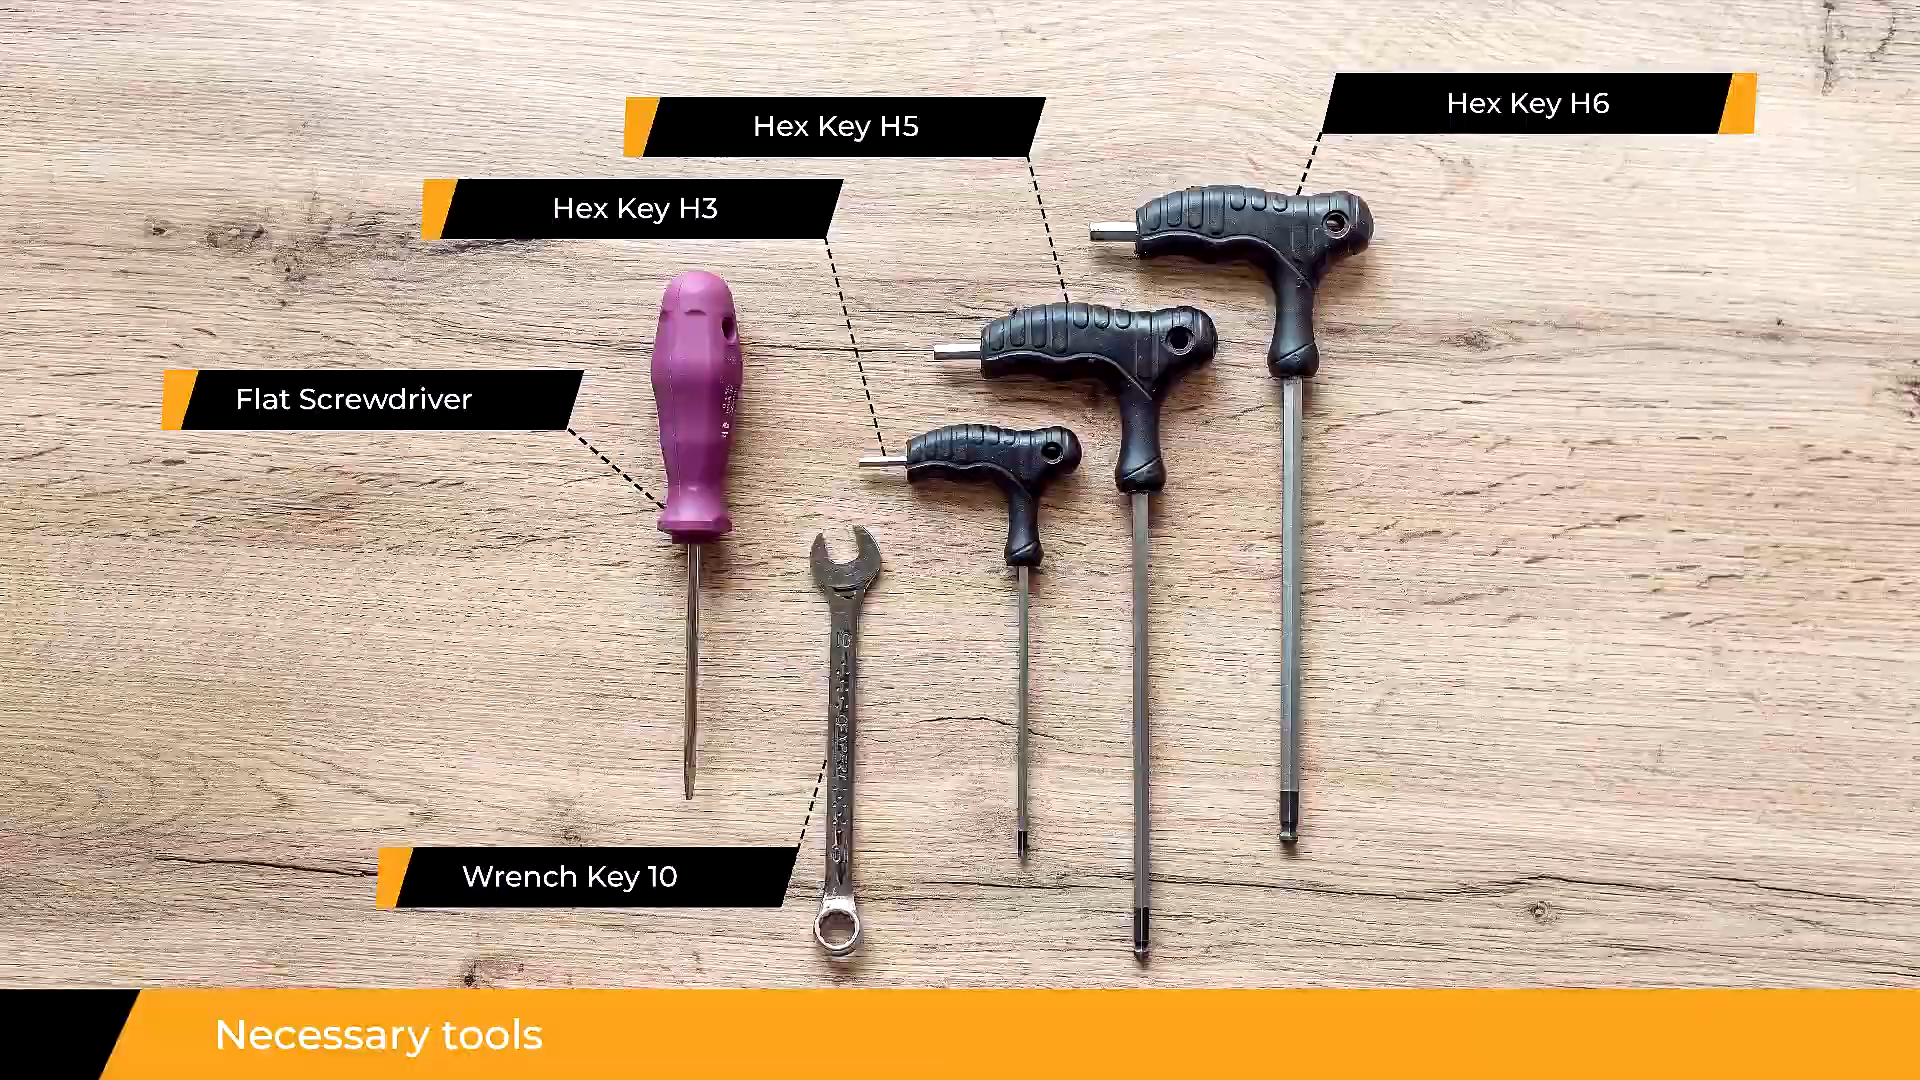 Hex Key H6
Hex Key H5
Hex Key H3
Flat Screwdriver
Wrench Key 10
Necessary tools